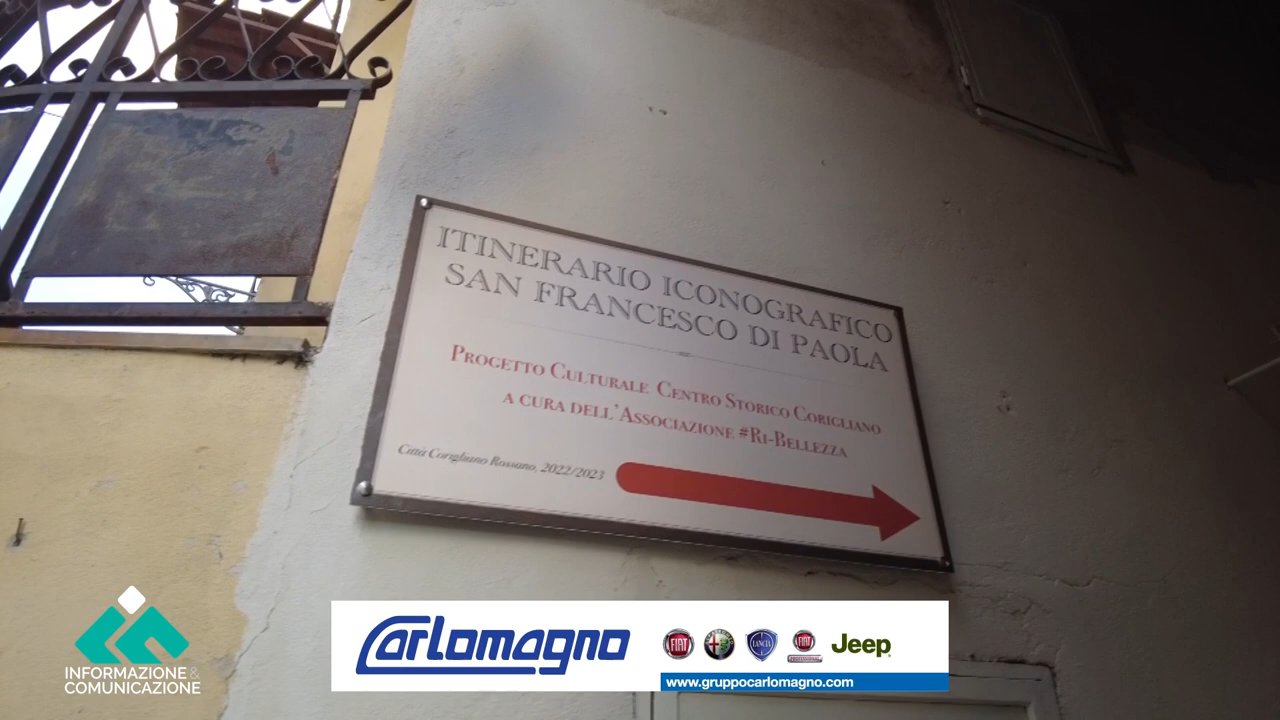 ITINERARIO ICONOGRAFICO
SAN FRANCESCO DI PAOLA
PROGETTO CULTURALE CENTRO STORICO CORIGLIANO
A CURA DELL'ASSOCIAZIONE #RI-BELLEZZA
Città Corigliano Rossano, 2022/2023
INFORMAZIONE&
COMUNICAZIONE
Carlomagno
FIAT
LANCIA
FIAT
Jeep
www.gruppocarlomagno.com